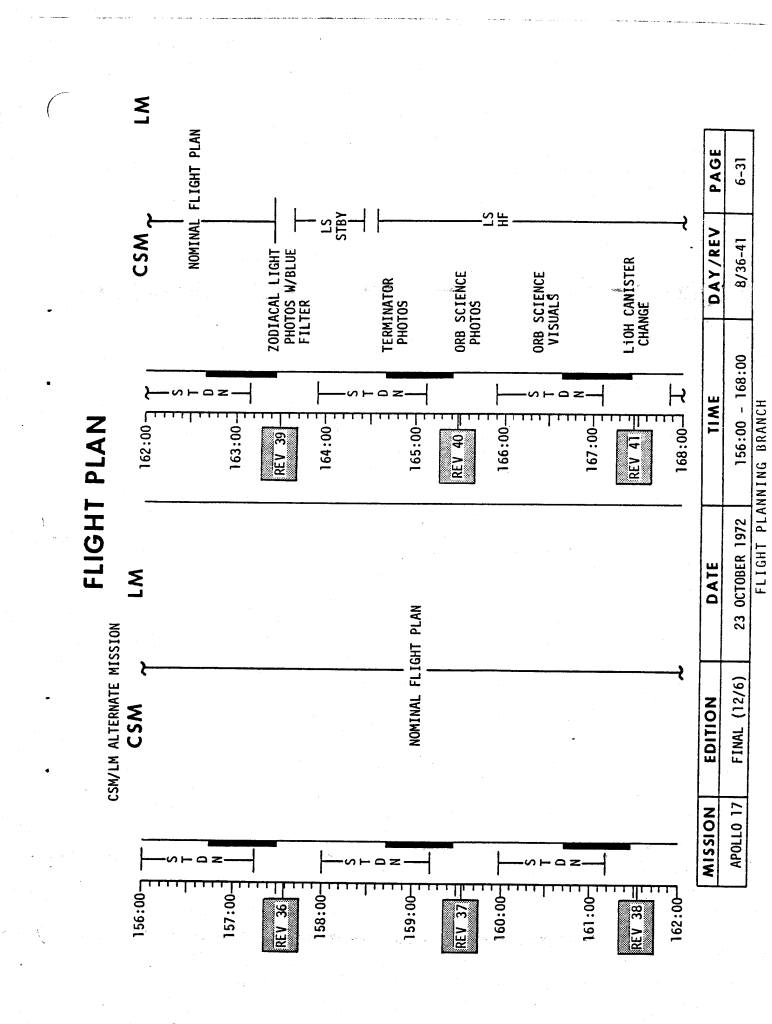 FLIGHT PLAN
CSM/LM ALTERNATE MISSION
CSM
LM
156:00
157:00
REV 36
158:00
159:00
REV 37
160:00
161:00
REV 38
162:00
STDN
STDN
STDN
NOMINAL FLIGHT PLAN
CSM
LM
162:00
163:00
REV 39
164:00
165:00
REV 40
166:00
167:00
REV 41
168:00
STDN
STDN
STDN
NOMINAL FLIGHT PLAN
ZODIACAL LIGHT
PHOTOS W/BLUE
FILTER
LS
STBY
TERMINATOR
PHOTOS
LS
HF
ORB SCIENCE
PHOTOS
ORB SCIENCE
VISUALS
LiOH CANISTER
CHANGE
MISSION EDITION DATE TIME DAY/REV PAGE
APOLLO 17 FINAL (12/6) 23 OCTOBER 1972 156:00 - 168:00 8/36-41 6-31
FLIGHT PLANNING BRANCH